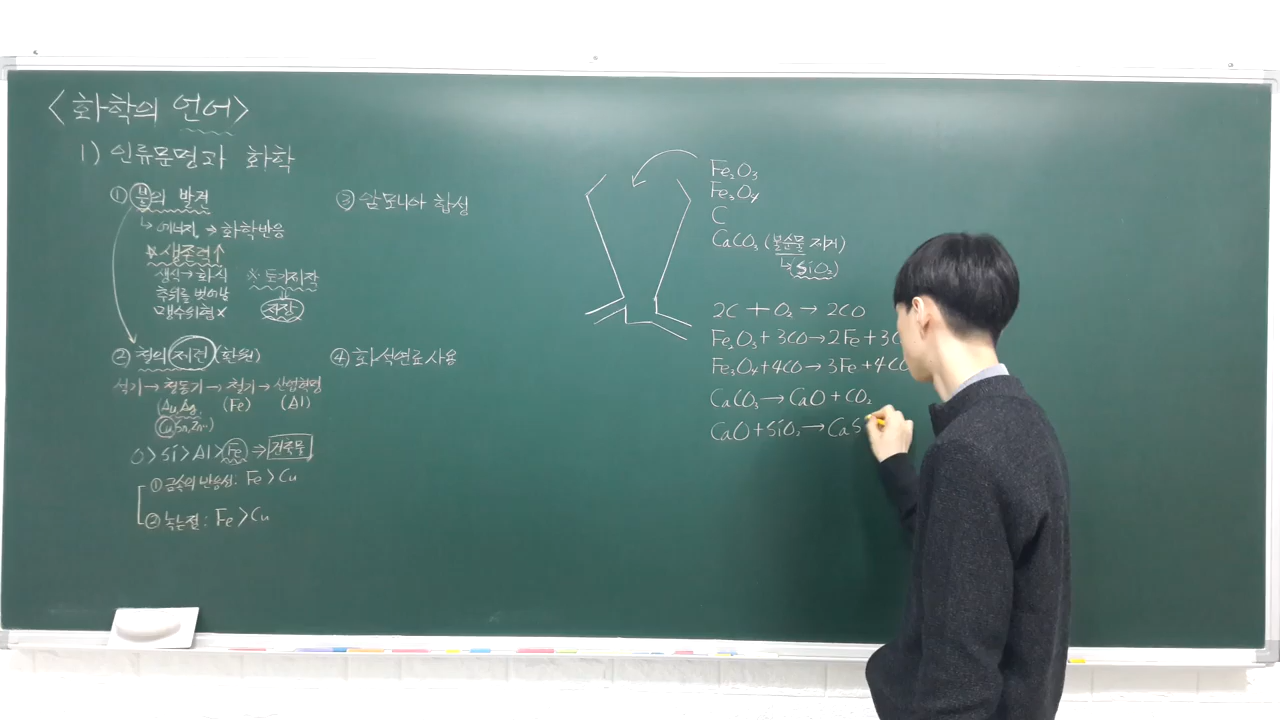 <화학의 언어>
1) 인류문명과 화학
① 불의 발견
↳ 에너지 → 화학반응
※ 생존력↑
생식→화식
추위를 벗어남
맹수위협 X
※ 토기제작
저장
② 철의 제련 (환원)
석기 → 청동기 → 철기 → 산업혁명
(Au, Ag, (Fe) (Al)
Cu, Sn, Zn…)
O > Si > Al > Fe ⇒ 건축물
① 금속의 반응성: Fe > Cu
② 녹는점: Fe > Cu
③ 암모니아 합성
④ 화석연료 사용
Fe₂O₃
Fe₃O₄
C
CaCO₃ (불순물 제거)
↳ (SiO₂)
2C + O₂ → 2CO
Fe₂O₃ + 3CO → 2Fe + 3C
Fe₃O₄ + 4CO → 3Fe + 4CO
CaCO₃ → CaO + CO₂
CaO + SiO₂ → CaS